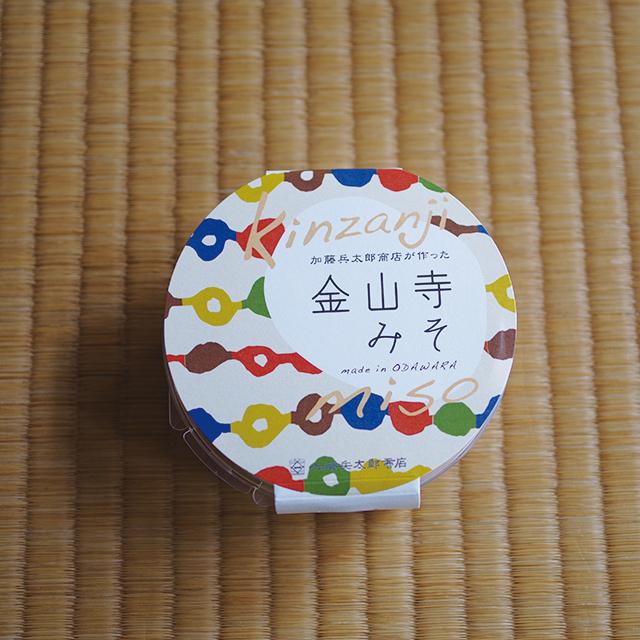 Kinzanji
加藤兵太郎商店が作った
金山寺
みそ
made in ODAWARA
miso
加藤兵太郎商店